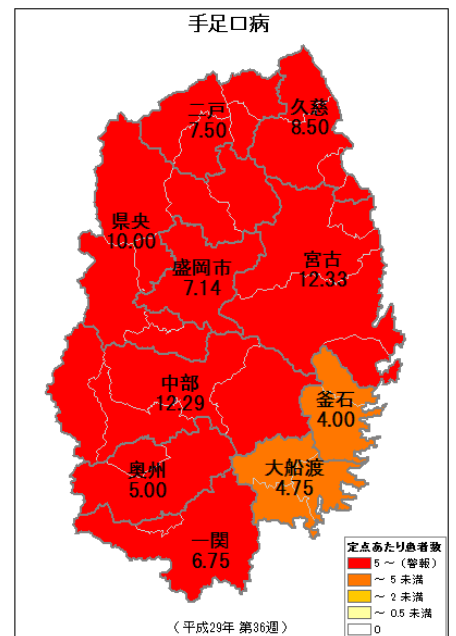 手足口病
二戸
7.50
久慈
8.50
県央
10.00
盛岡市
7.14
宮古
12.33
中部
12.29
釜石
4.00
奥州
5.00
大船渡
4.75
一関
6.75
定点あたり患者数
5 ～ (警報)
～ 5 未満
～ 2 未満
～ 0.5 未満
0
(平成29年 第36週)